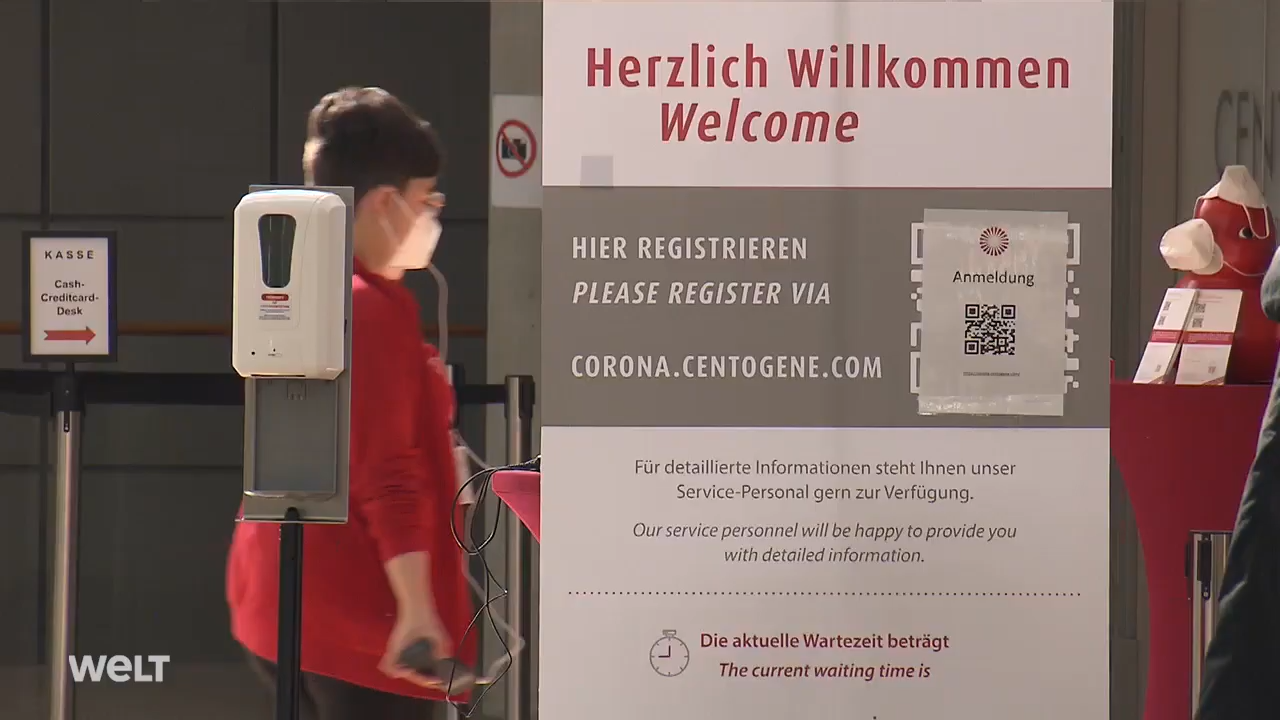 Herzlich Willkommen
Welcome
HIER REGISTRIEREN
PLEASE REGISTER VIA
CORONA.CENTOGENE.COM
Anmeldung
Für detaillierte Informationen steht Ihnen unser
Service-Personal gern zur Verfügung.
Our service personnel will be happy to provide you
with detailed information.
Die aktuelle Wartezeit beträgt
The current waiting time is
KASSE
Cash-
Creditcard-
Desk
CEN
WELT